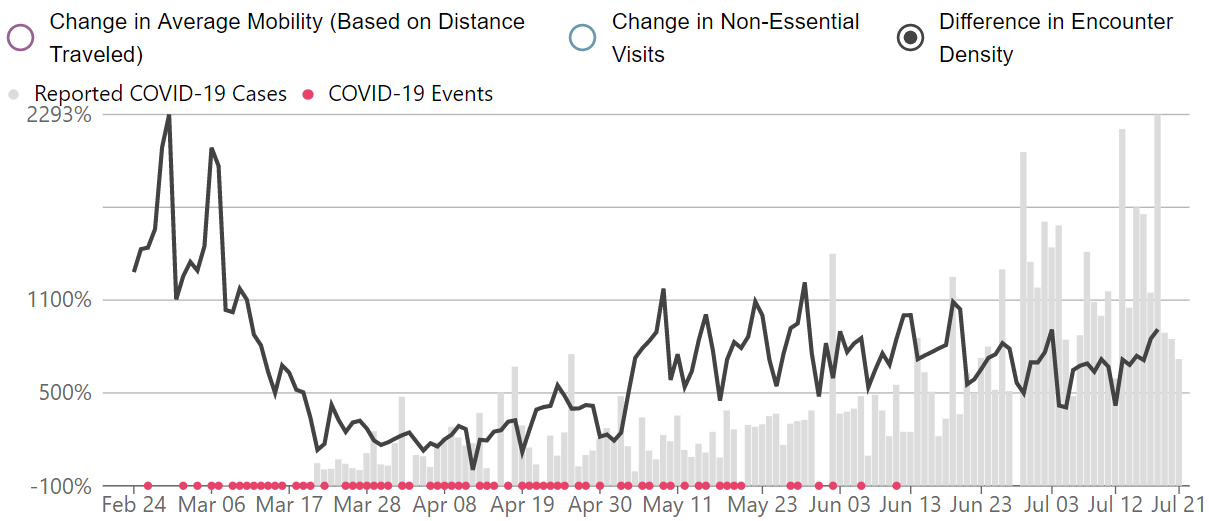 Change in Average Mobility (Based on Distance
Traveled)
Change in Non-Essential
Visits
Difference in Encounter
Density
Reported COVID-19 Cases
COVID-19 Events
2293%
1100%
500%
-100%
Feb 24 Mar 06 Mar 17 Mar 28 Apr 08 Apr 19 Apr 30 May 11 May 23 Jun 03 Jun 13 Jun 23 Jul 03 Jul 12 Jul 21